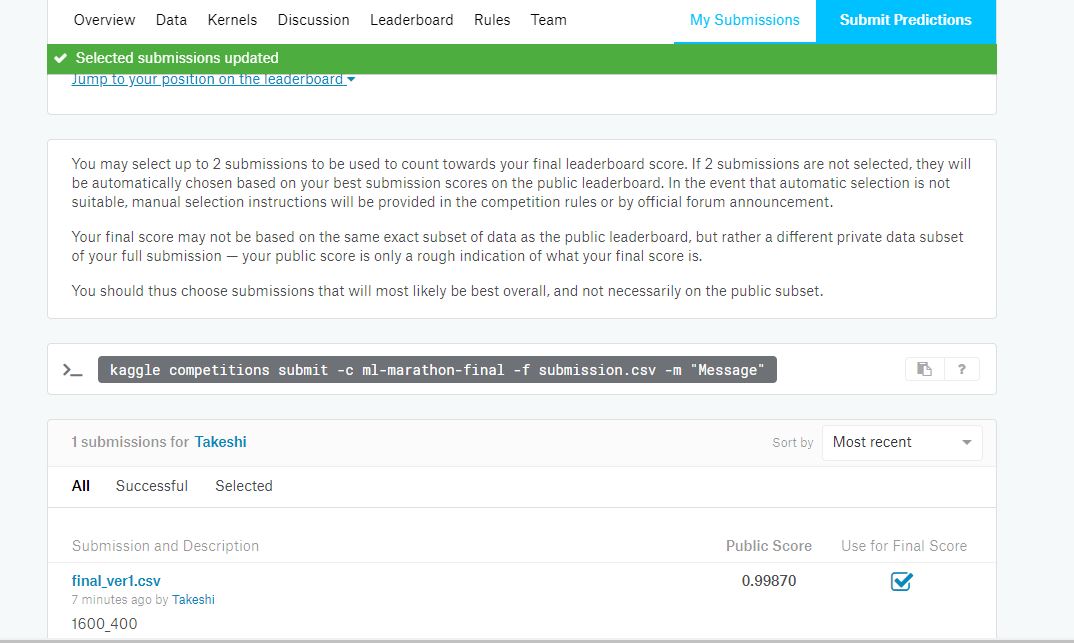 Overview Data Kernels Discussion Leaderboard Rules Team My Submissions Submit Predictions
Selected submissions updated
Jump to your position on the leaderboard
You may select up to 2 submissions to be used to count towards your final leaderboard score. If 2 submissions are not selected, they will
be automatically chosen based on your best submission scores on the public leaderboard. In the event that automatic selection is not
suitable, manual selection instructions will be provided in the competition rules or by official forum announcement.
Your final score may not be based on the same exact subset of data as the public leaderboard, but rather a different private data subset
of your full submission — your public score is only a rough indication of what your final score is.
You should thus choose submissions that will most likely be best overall, and not necessarily on the public subset.
>_ kaggle competitions submit -c ml-marathon-final -f submission.csv -m "Message" ?
1 submissions for Takeshi Sort by Most recent
All Successful Selected
Submission and Description Public Score Use for Final Score
final_ver1.csv 0.99870
7 minutes ago by Takeshi
1600_400